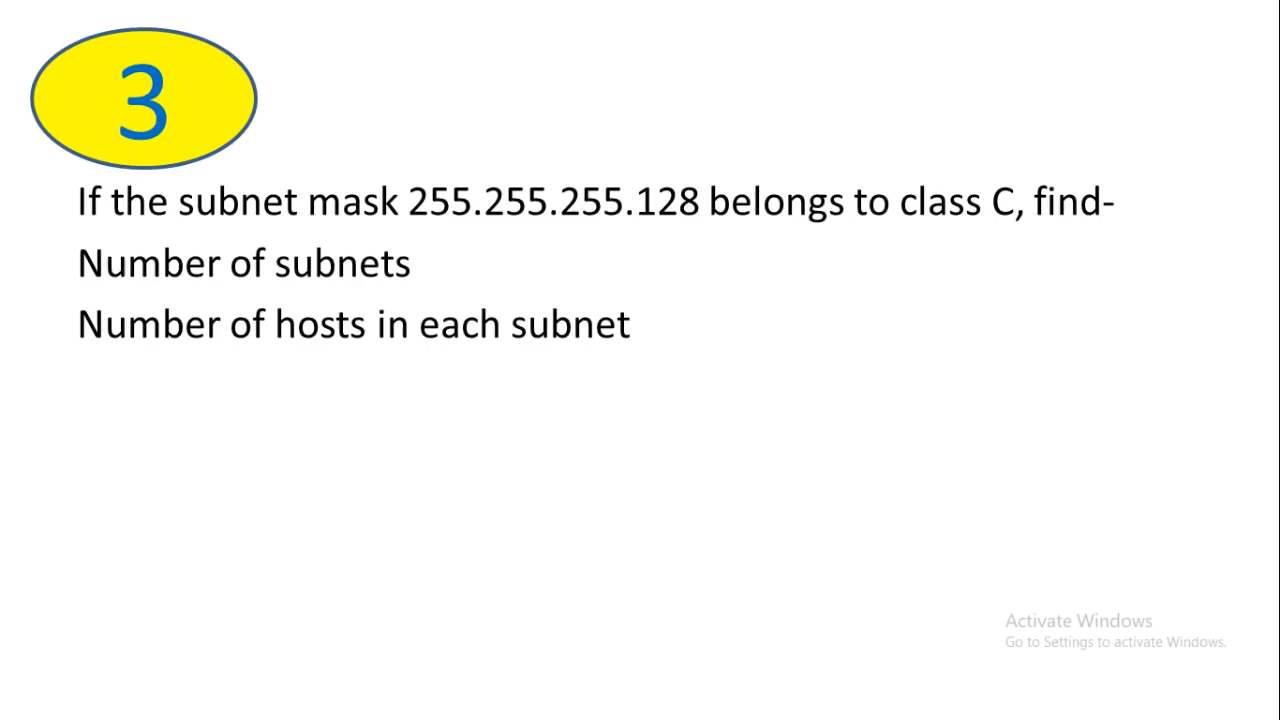 3
If the subnet mask 255.255.255.128 belongs to class C, find-
Number of subnets
Number of hosts in each subnet
Activate Windows
Go to Settings to activate Windows.